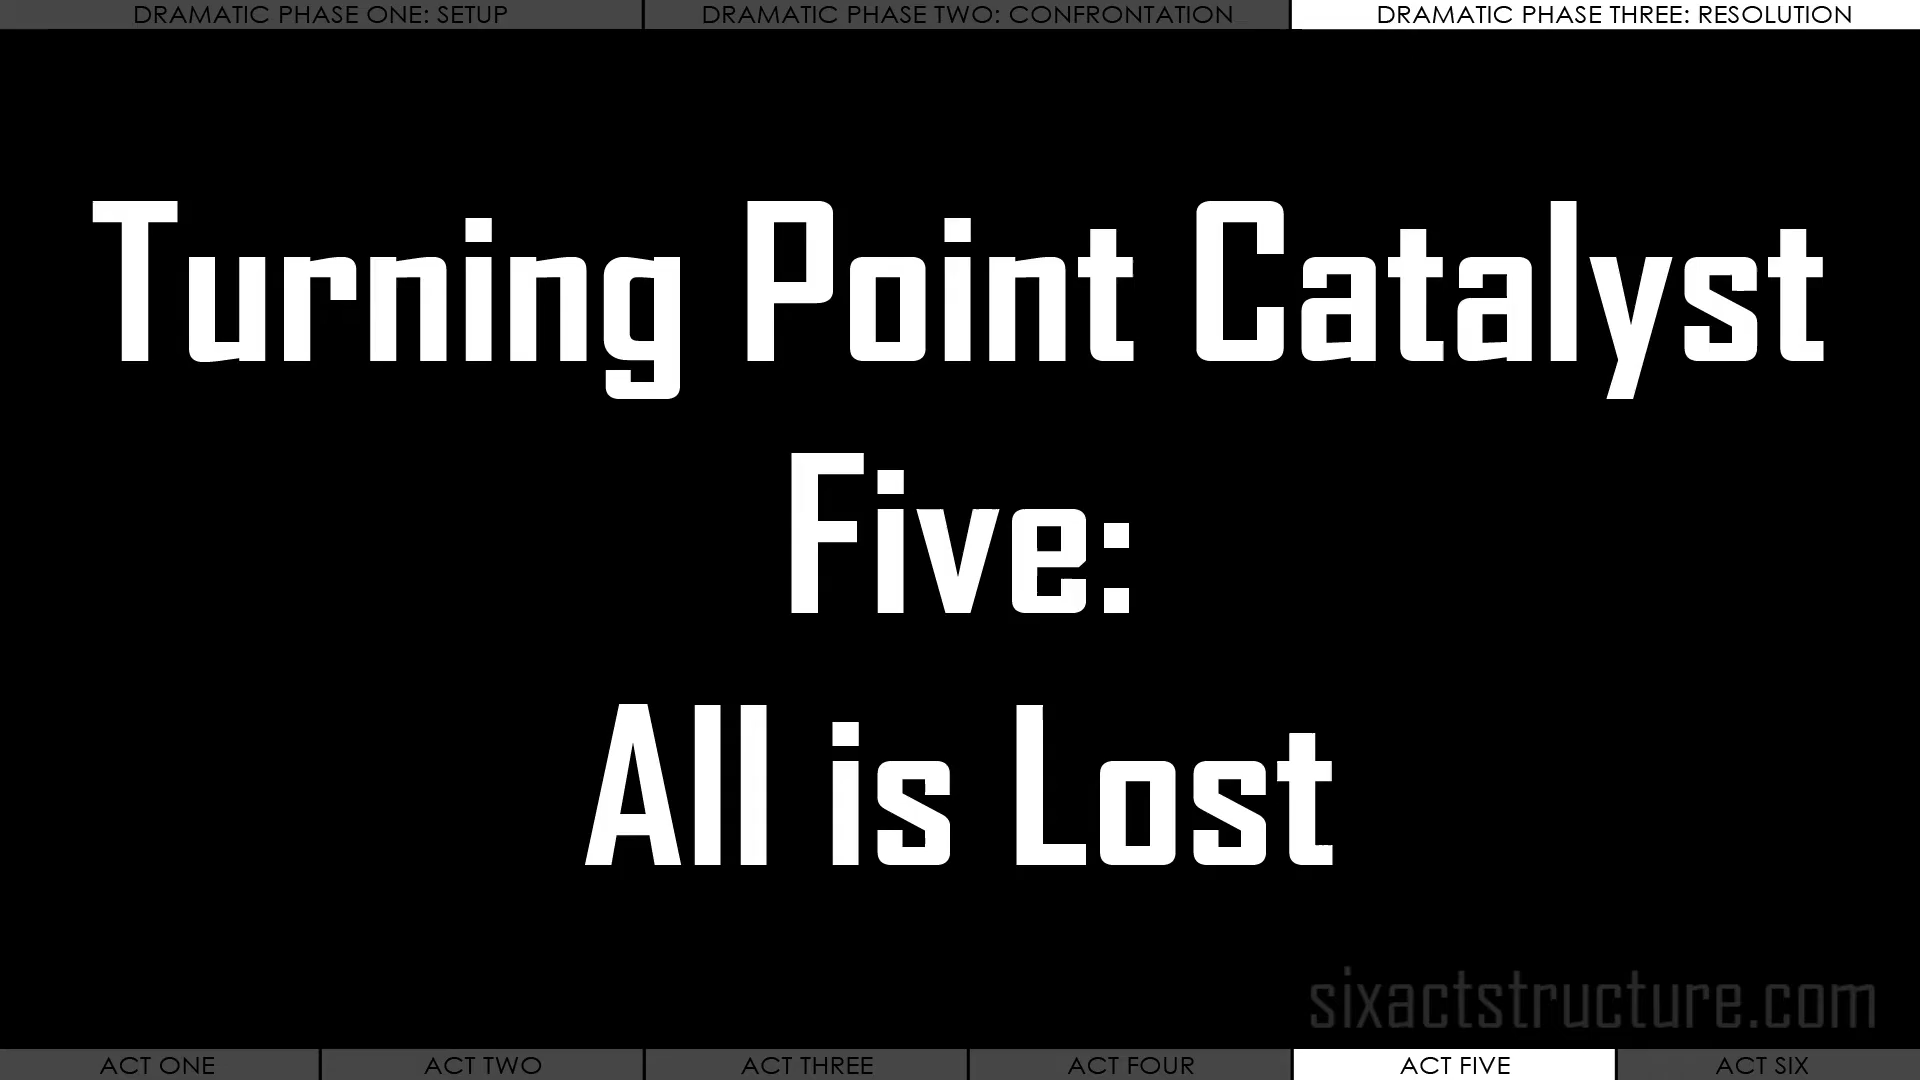 DRAMATIC PHASE ONE: SETUP
DRAMATIC PHASE TWO: CONFRONTATION
DRAMATIC PHASE THREE: RESOLUTION
Turning Point Catalyst
Five:
All is Lost
sixactstructure.com
ACT ONE
ACT TWO
ACT THREE
ACT FOUR
ACT FIVE
ACT SIX